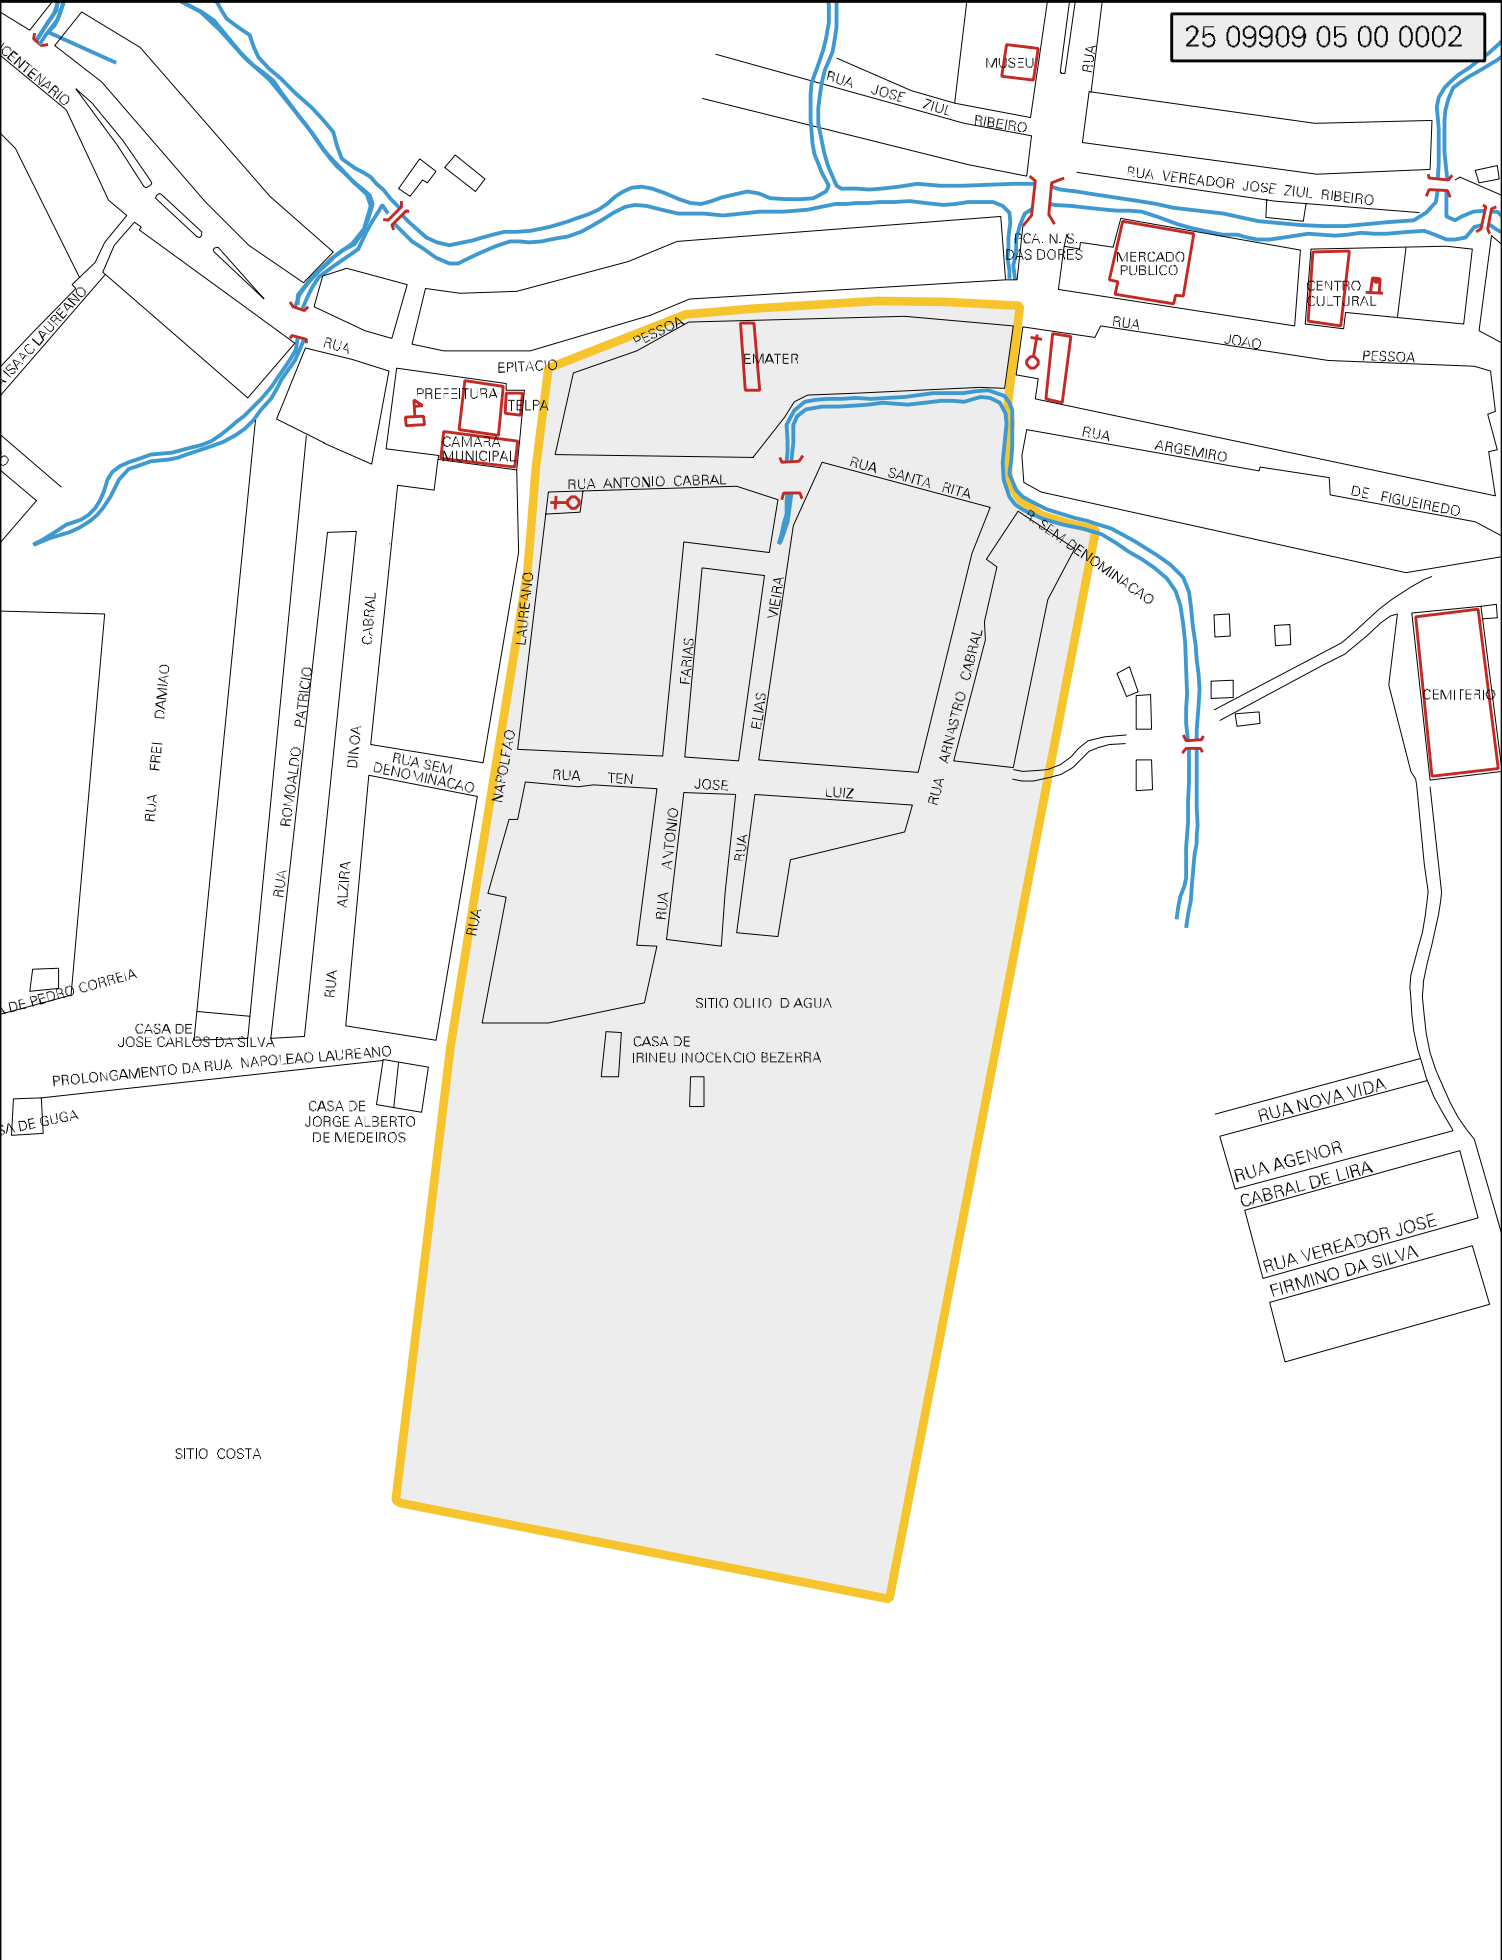 25 09909 05 00 0002
CENTENARIO
MUSEU
RUA
RUA JOSE ZIUL
RIBEIRO
RUA VEREADOR JOSE ZIUL RIBEIRO
PCA. N. S.
DAS DORES
MERCADO
PUBLICO
CENTRO
CULTURAL
ISAAC LAUREANO
RUA
EPITACIO
PESSOA
EMATER
RUA JOAO PESSOA
PREFEITURA
TELPA
CAMARA
MUNICIPAL
RUA ARGEMIRO
DE FIGUEIREDO
RUA ANTONIO CABRAL
RUA SANTA RITA
R. SEM DENOMINACAO
RUA FREI DAMIAO
RUA ROMOALDO PATRICIO
RUA ALZIRA DINOA CABRAL
RUA NAPOLEAO LAUREANO
RUA ANTONIO FARIAS
RUA ELIAS VIEIRA
RUA ARNASTRO CABRAL
CEMITERIO
RUA SEM
DENOMINACAO
RUA TEN JOSE LUIZ
DE PEDRO CORREIA
SITIO OLHO D AGUA
CASA DE
JOSE CARLOS DA SILVA
CASA DE
IRINEU INOCENCIO BEZERRA
PROLONGAMENTO DA RUA NAPOLEAO LAUREANO
DE GUGA
CASA DE
JORGE ALBERTO
DE MEDEIROS
RUA NOVA VIDA
RUA AGENOR
CABRAL DE LIRA
RUA VEREADOR JOSE
FIRMINO DA SILVA
SITIO COSTA